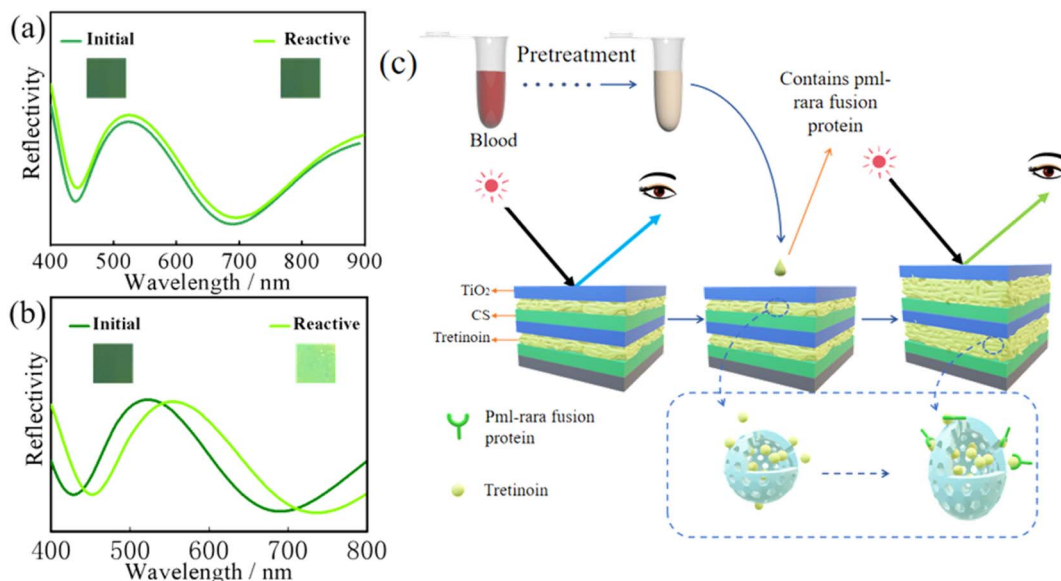 (a)
Initial
Reactive
Reflectivity
400 500 600 700 800 900
Wavelength / nm
(b)
Initial
Reactive
Reflectivity
400 500 600 700 800
Wavelength / nm
(c)
Pretreatment
Blood
Contains pml-
rara fusion
protein
TiO₂
CS
Tretinoin
Pml-rara fusion
protein
Tretinoin